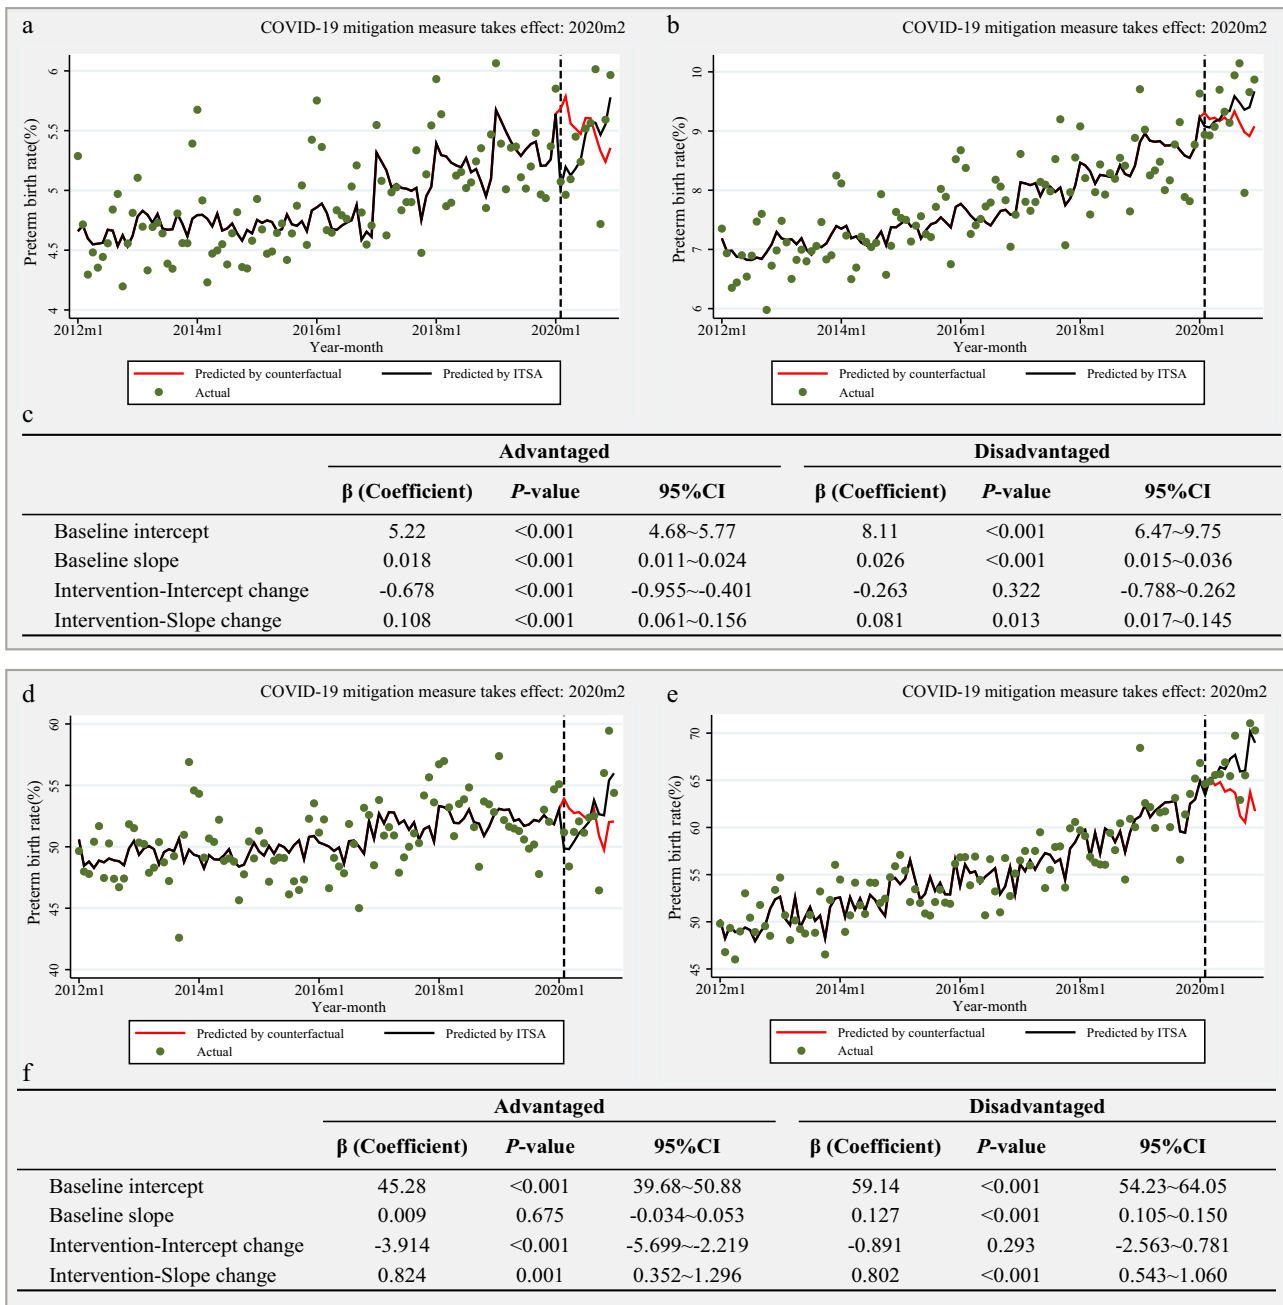 a
COVID-19 mitigation measure takes effect: 2020m2
Preterm birth rate(%)
6
5.5
5
4.5
4
2012m1 2014m1 2016m1 2018m1 2020m1
Year-month
Predicted by counterfactual Predicted by ITSA
Actual
b
COVID-19 mitigation measure takes effect: 2020m2
Preterm birth rate(%)
10
9
8
7
6
2012m1 2014m1 2016m1 2018m1 2020m1
Year-month
Predicted by counterfactual Predicted by ITSA
Actual
c
Advantaged Disadvantaged
β (Coefficient) P-value 95%CI β (Coefficient) P-value 95%CI
Baseline intercept 5.22 <0.001 4.68~5.77 8.11 <0.001 6.47~9.75
Baseline slope 0.018 <0.001 0.011~0.024 0.026 <0.001 0.015~0.036
Intervention-Intercept change -0.678 <0.001 -0.955~-0.401 -0.263 0.322 -0.788~0.262
Intervention-Slope change 0.108 <0.001 0.061~0.156 0.081 0.013 0.017~0.145
d
COVID-19 mitigation measure takes effect: 2020m2
Preterm birth rate(%)
60
55
50
45
40
2012m1 2014m1 2016m1 2018m1 2020m1
Year-month
Predicted by counterfactual Predicted by ITSA
Actual
e
COVID-19 mitigation measure takes effect: 2020m2
Preterm birth rate(%)
70
65
60
55
50
45
2012m1 2014m1 2016m1 2018m1 2020m1
Year-month
Predicted by counterfactual Predicted by ITSA
Actual
f
Advantaged Disadvantaged
β (Coefficient) P-value 95%CI β (Coefficient) P-value 95%CI
Baseline intercept 45.28 <0.001 39.68~50.88 59.14 <0.001 54.23~64.05
Baseline slope 0.009 0.675 -0.034~0.053 0.127 <0.001 0.105~0.150
Intervention-Intercept change -3.914 <0.001 -5.699~-2.219 -0.891 0.293 -2.563~0.781
Intervention-Slope change 0.824 0.001 0.352~1.296 0.802 <0.001 0.543~1.060